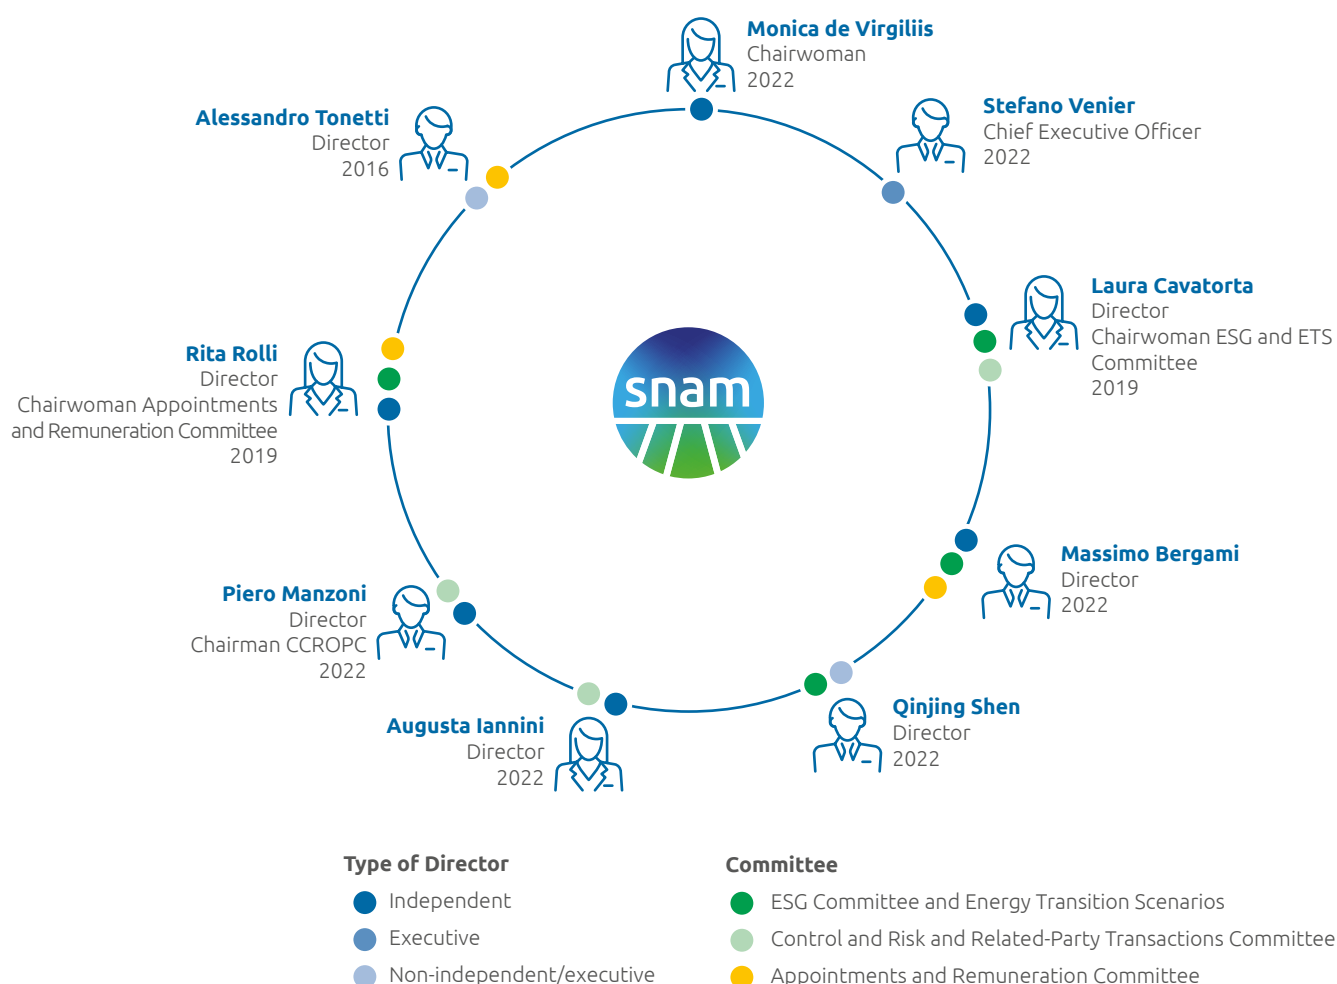 Monica de Virgiliis
Chairwoman
2022
Stefano Venier
Chief Executive Officer
2022
Alessandro Tonetti
Director
2016
Laura Cavatorta
Director
Chairwoman ESG and ETS
Committee
2019
Rita Rolli
Director
Chairwoman Appointments
and Remuneration Committee
2019
snam
Massimo Bergami
Director
2022
Piero Manzoni
Director
Chairman CCROPC
2022
Qinjing Shen
Director
2022
Augusta Iannini
Director
2022
Type of Director
Independent
Executive
Non-independent/executive
Committee
ESG Committee and Energy Transition Scenarios
Control and Risk and Related-Party Transactions Committee
Appointments and Remuneration Committee